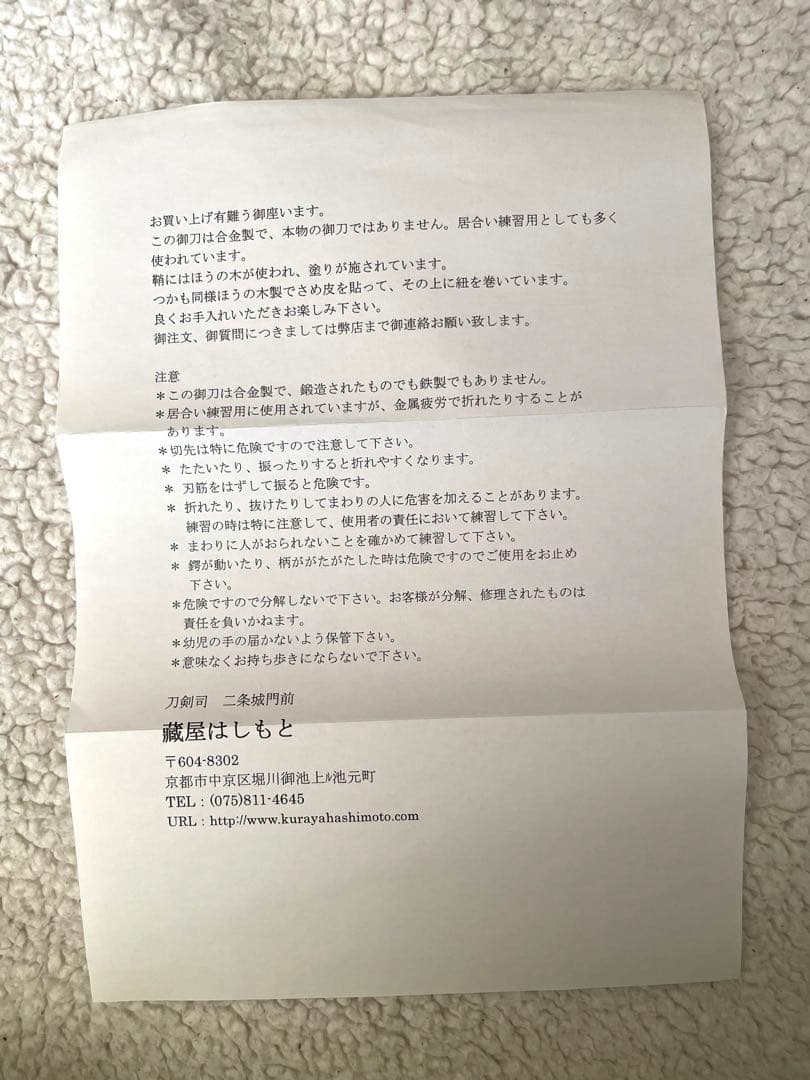 お買い上げ有難う御座います。
この御刀は合金製で、本物の御刀ではありません。居合い練習用としても多く
使われています。
鞘にはほうの木が使われ、塗りが施されています。
つかも同様ほうの木製でさめ皮を貼って、その上に紐を巻いています。
良くお手入れいただきお楽しみ下さい。
御注文、御質問につきましては弊店まで御連絡お願い致します。
注意
＊この御刀は合金製で、鍛造されたものでも鉄製でもありません。
＊居合い練習用に使用されていますが、金属疲労で折れたりすることが
あります。
＊切先は特に危険ですので注意して下さい。
＊ たたいたり、振ったりすると折れやすくなります。
＊ 刃筋をはずして振ると危険です。
＊ 折れたり、抜けたりしてまわりの人に危害を加えることがあります。
練習の時は特に注意して、使用者の責任において練習して下さい。
＊ まわりに人がおられないことを確かめて練習して下さい。
＊ 鍔が動いたり、柄ががたがたした時は危険ですのでご使用をお止め
下さい。
＊危険ですので分解しないで下さい。お客様が分解、修理されたものは
責任を負いかねます。
＊幼児の手の届かないよう保管下さい。
＊意味なくお持ち歩きにならないで下さい。
刀剣司　二条城門前
藏屋はしもと
〒604-8302
京都市中京区堀川御池上ﾙ池元町
TEL : (075)811-4645
URL : http://www.kurayahashimoto.com